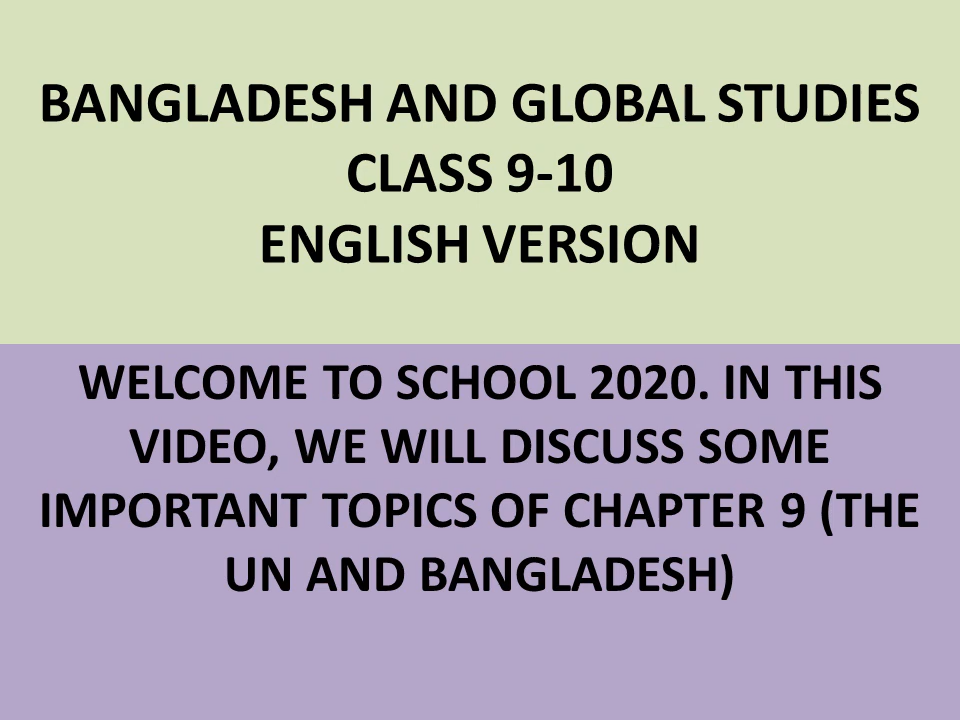 BANGLADESH AND GLOBAL STUDIES
CLASS 9-10
ENGLISH VERSION
WELCOME TO SCHOOL 2020. IN THIS
VIDEO, WE WILL DISCUSS SOME
IMPORTANT TOPICS OF CHAPTER 9 (THE
UN AND BANGLADESH)